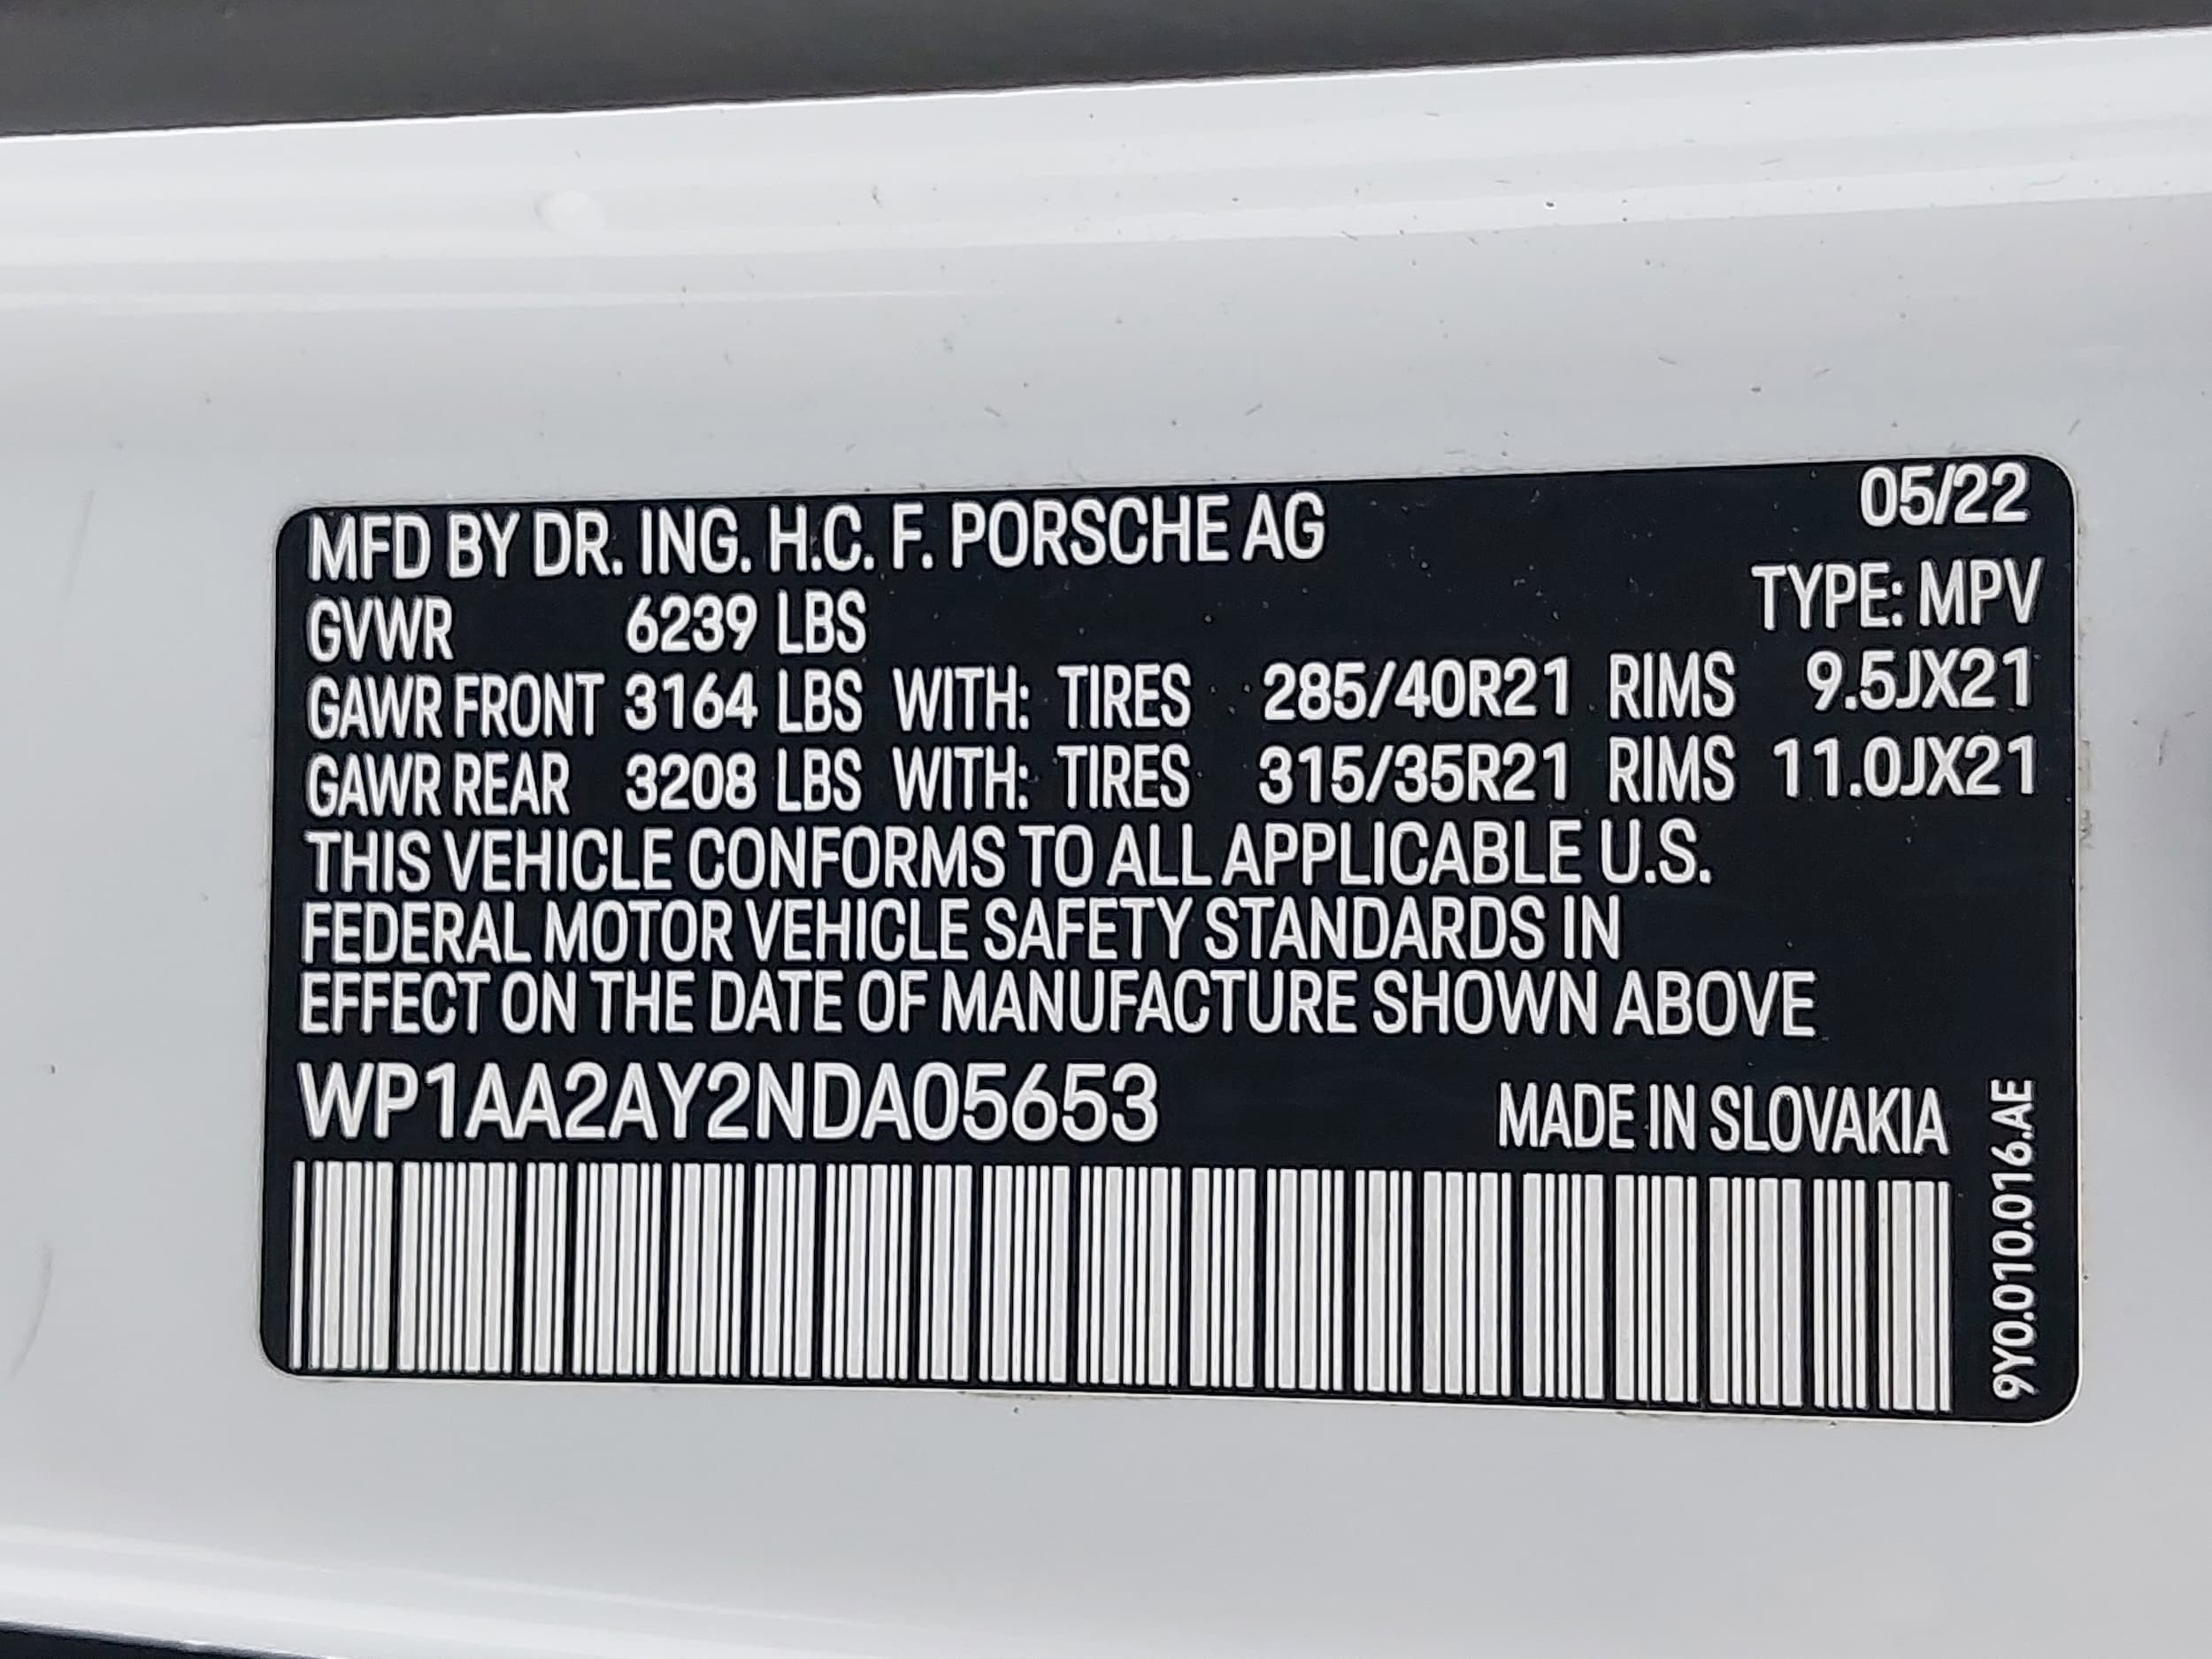 MFD BY DR. ING. H.C. F. PORSCHE AG 05/22
GVWR 6239 LBS TYPE: MPV
GAWR FRONT 3164 LBS WITH: TIRES 285/40R21 RIMS 9.5JX21
GAWR REAR 3208 LBS WITH: TIRES 315/35R21 RIMS 11.0JX21
THIS VEHICLE CONFORMS TO ALL APPLICABLE U.S.
FEDERAL MOTOR VEHICLE SAFETY STANDARDS IN
EFFECT ON THE DATE OF MANUFACTURE SHOWN ABOVE
WP1AA2AY2NDA05653 MADE IN SLOVAKIA
9Y0.010.016.AE